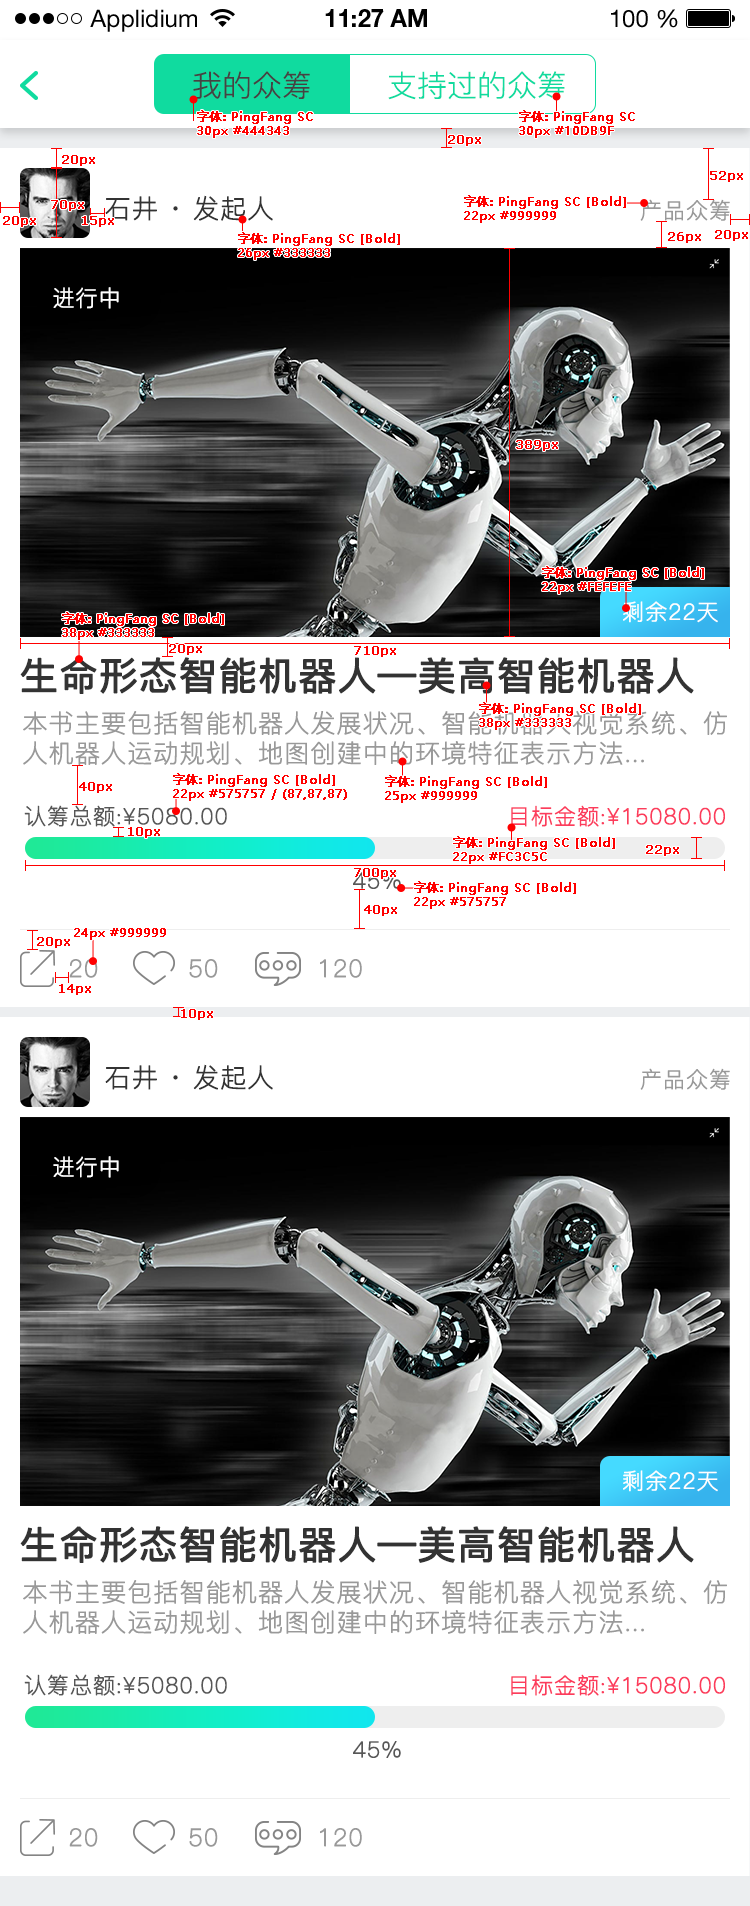 Applidium 11:27 AM 100 %
我的众筹 支持过的众筹
字体: PingFang SC
30px #444343
字体: PingFang SC
30px #10DB9F
20px
20px
52px
70px
20px
15px
石井 · 发起人
字体: PingFang SC [Bold]
22px #999999
产品众筹
字体: PingFang SC [Bold]
26px #333333
26px
20px
进行中
389px
字体: PingFang SC [Bold]
22px #FEFEFE
剩余22天
字体: PingFang SC [Bold]
38px #333333
20px
710px
生命形态智能机器人—美高智能机器人
字体: PingFang SC [Bold]
38px #333333
本书主要包括智能机器人发展状况、智能机器人视觉系统、仿
人机器人运动规划、地图创建中的环境特征表示方法...
40px
字体: PingFang SC [Bold]
22px #575757 / (87,87,87)
字体: PingFang SC [Bold]
25px #999999
认筹总额:¥5080.00
目标金额:¥15080.00
10px
字体: PingFang SC [Bold]
22px #FC3C5C
22px
700px
45%
字体: PingFang SC [Bold]
22px #575757
40px
24px #999999
20px
20 50 120
14px
10px
石井 · 发起人
产品众筹
进行中
剩余22天
生命形态智能机器人—美高智能机器人
本书主要包括智能机器人发展状况、智能机器人视觉系统、仿
人机器人运动规划、地图创建中的环境特征表示方法...
认筹总额:¥5080.00
目标金额:¥15080.00
45%
20 50 120